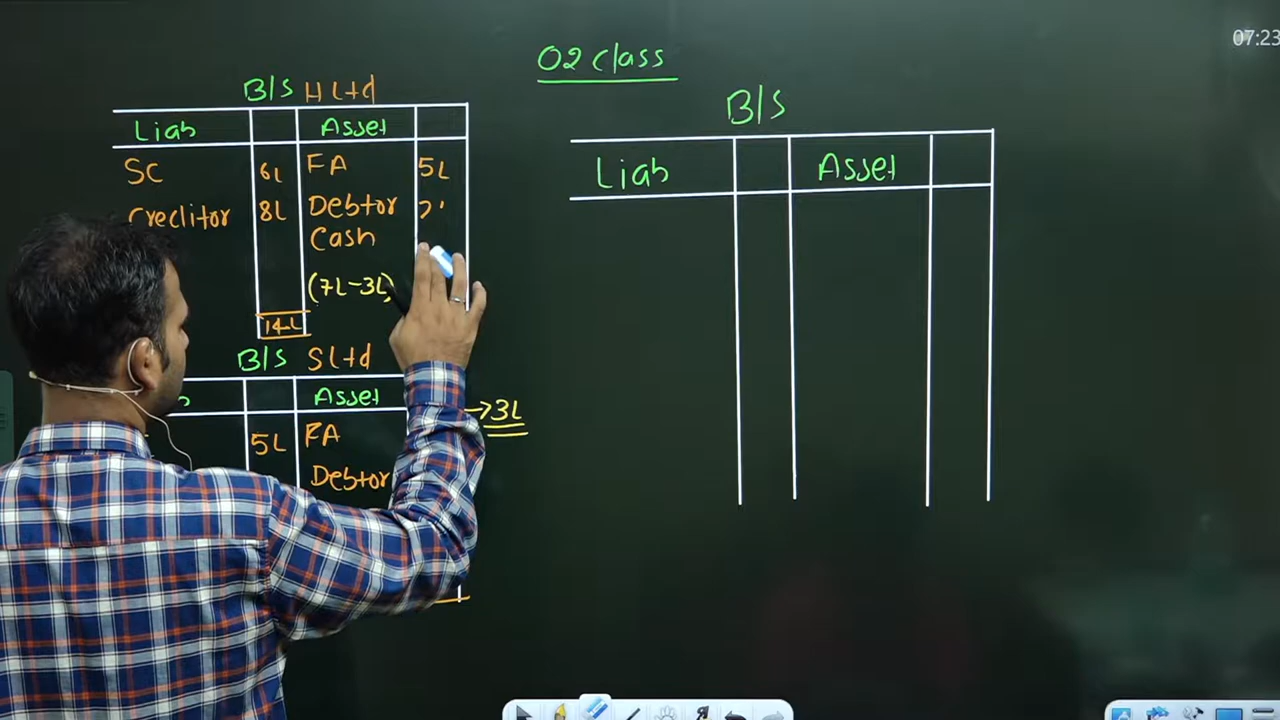 07:23
O2 Class
B/S H Ltd
Liab Asset
SC 6L FA 5L
Creditor 8L Debtor
Cash
(7L-3L)
14L
B/S S Ltd
Asset
→3L
5L FA
Debtor
B/S
Liab Asset